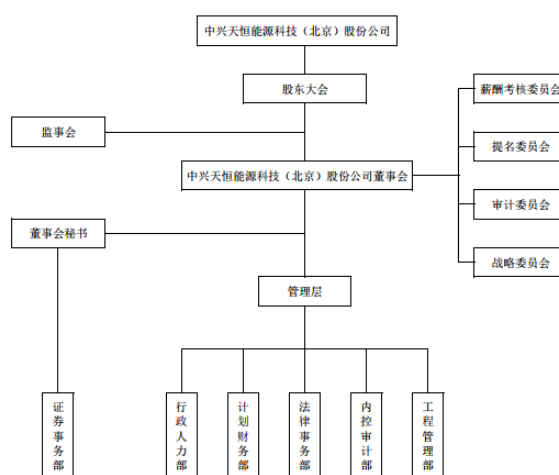 中兴天恒能源科技（北京）股份公司
股东大会
薪酬考核委员会
监事会
提名委员会
中兴天恒能源科技（北京）股份公司董事会
审计委员会
董事会秘书
战略委员会
管理层
证券事务部
行政人力部
计划财务部
法律事务部
内控审计部
工程管理部